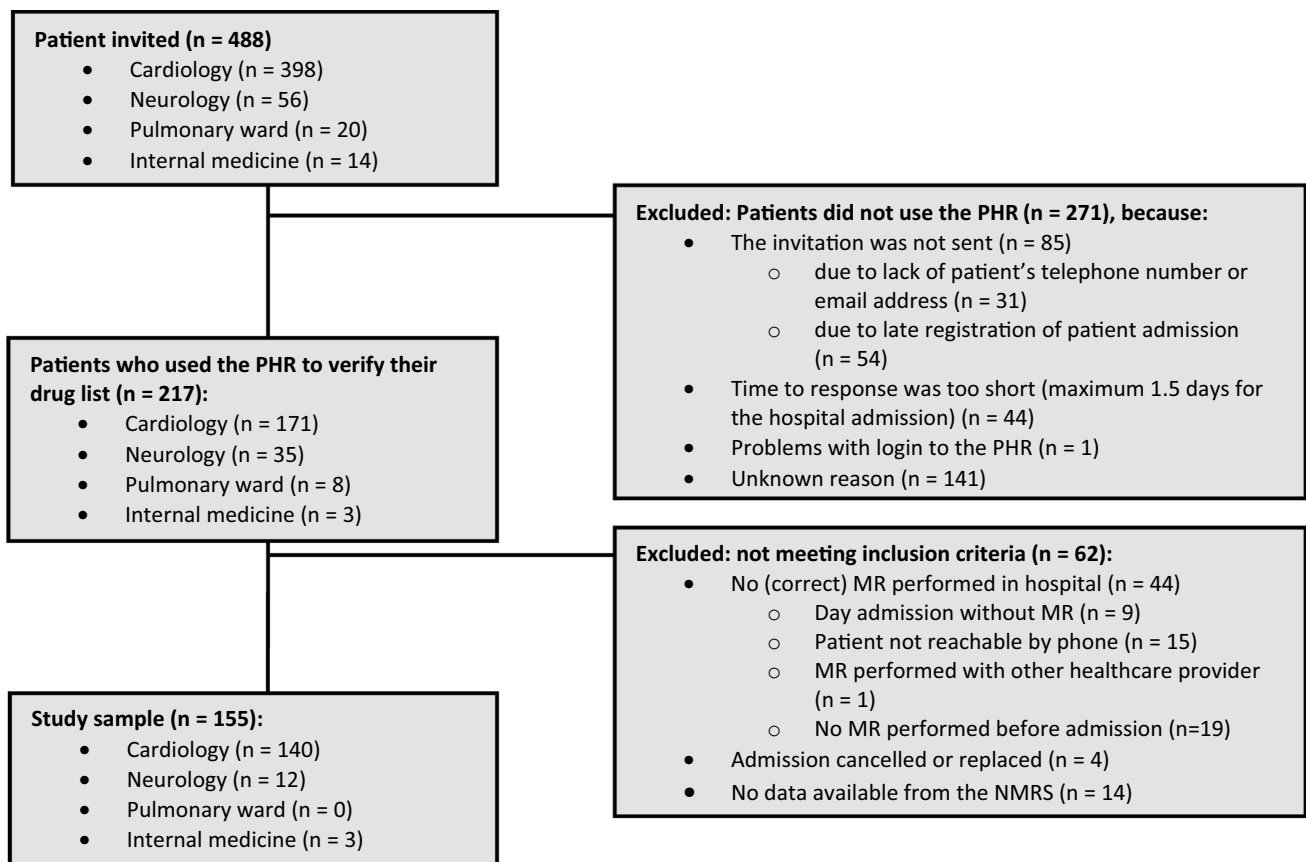 Patient invited (n = 488)
• Cardiology (n = 398)
• Neurology (n = 56)
• Pulmonary ward (n = 20)
• Internal medicine (n = 14)
Excluded: Patients did not use the PHR (n = 271), because:
• The invitation was not sent (n = 85)
o due to lack of patient’s telephone number or
email address (n = 31)
o due to late registration of patient admission
(n = 54)
• Time to response was too short (maximum 1.5 days for
the hospital admission) (n = 44)
• Problems with login to the PHR (n = 1)
• Unknown reason (n = 141)
Patients who used the PHR to verify their
drug list (n = 217):
• Cardiology (n = 171)
• Neurology (n = 35)
• Pulmonary ward (n = 8)
• Internal medicine (n = 3)
Excluded: not meeting inclusion criteria (n = 62):
• No (correct) MR performed in hospital (n = 44)
o Day admission without MR (n = 9)
o Patient not reachable by phone (n = 15)
o MR performed with other healthcare provider
(n = 1)
o No MR performed before admission (n=19)
• Admission cancelled or replaced (n = 4)
• No data available from the NMRS (n = 14)
Study sample (n = 155):
• Cardiology (n = 140)
• Neurology (n = 12)
• Pulmonary ward (n = 0)
• Internal medicine (n = 3)